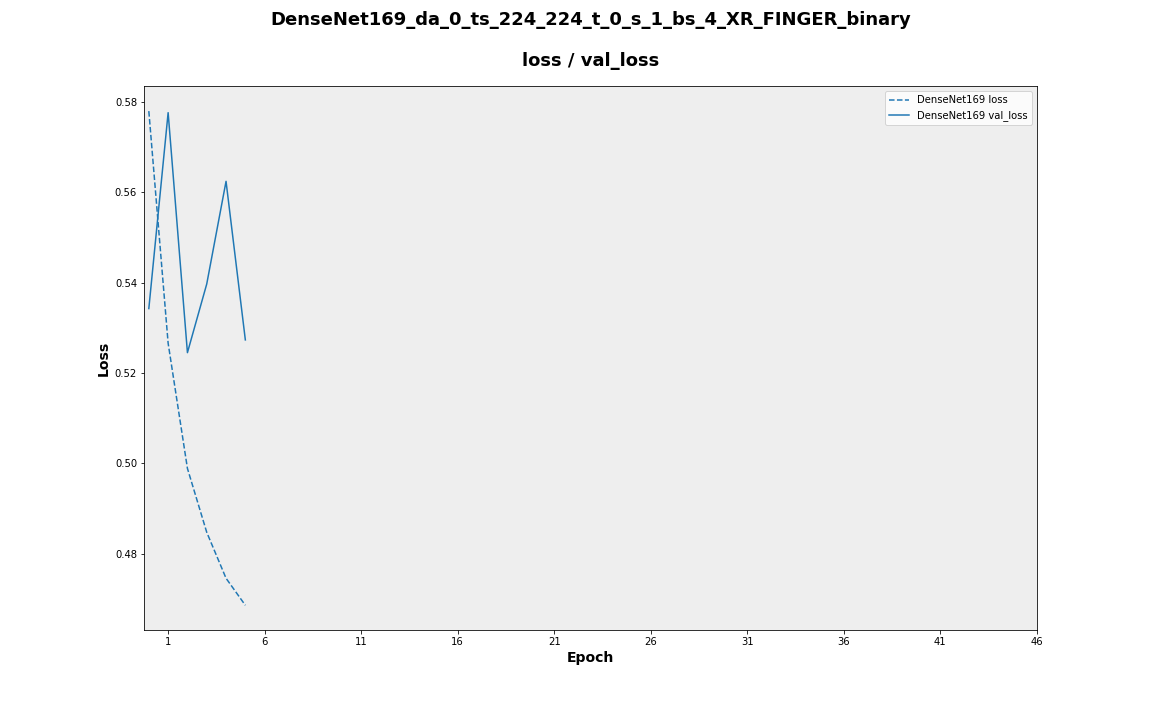 DenseNet169_da_0_ts_224_224_t_0_s_1_bs_4_XR_FINGER_binary
loss / val_loss
DenseNet169 loss
DenseNet169 val_loss
0.58
0.56
0.54
0.52
0.50
0.48
Loss
1 6 11 16 21 26 31 36 41 46
Epoch